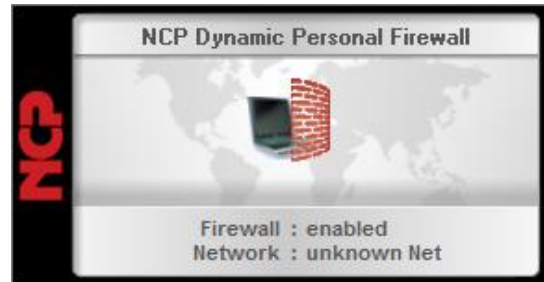 NCP Dynamic Personal Firewall
NCP
Firewall : enabled
Network : unknown Net